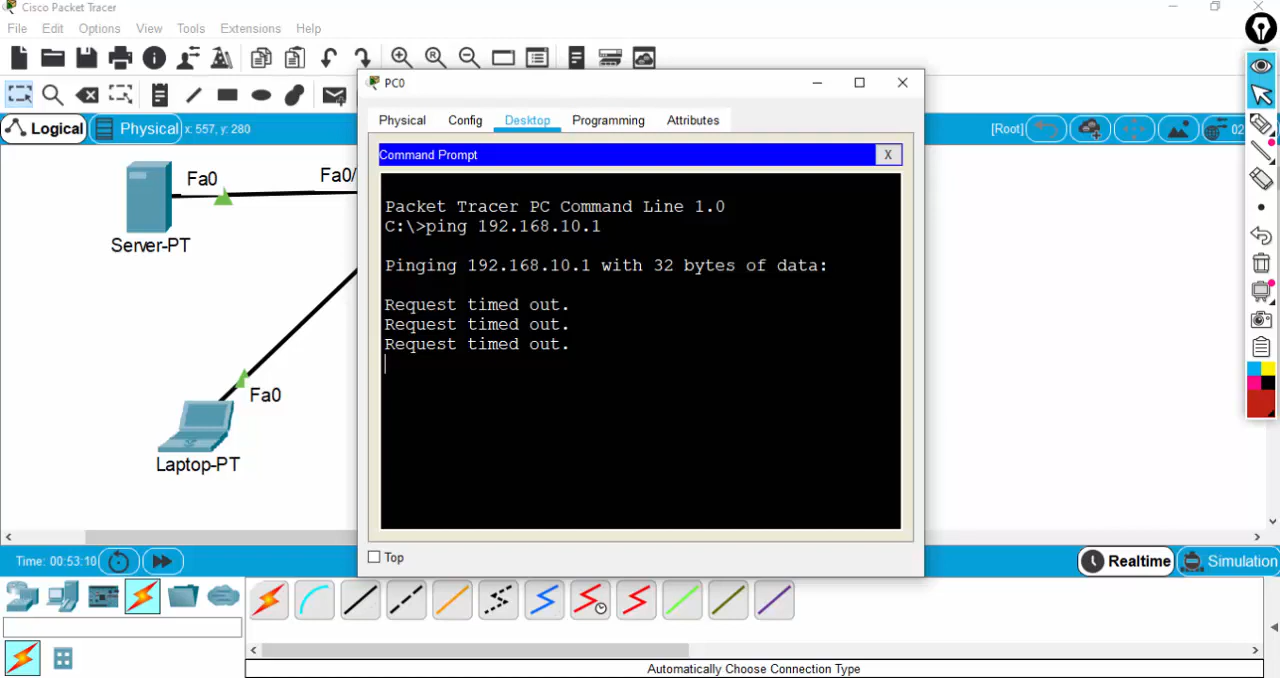 Cisco Packet Tracer
File Edit Options View Tools Extensions Help
PC0
Logical Physical x: 557, y: 280
[Root]
02
Physical Config Desktop Programming Attributes
Command Prompt
X
Packet Tracer PC Command Line 1.0
C:\>ping 192.168.10.1
Pinging 192.168.10.1 with 32 bytes of data:
Request timed out.
Request timed out.
Request timed out.
Fa0
Fa0/
Server-PT
Fa0
Laptop-PT
Top
Time: 00:53:10
Realtime Simulation
Automatically Choose Connection Type